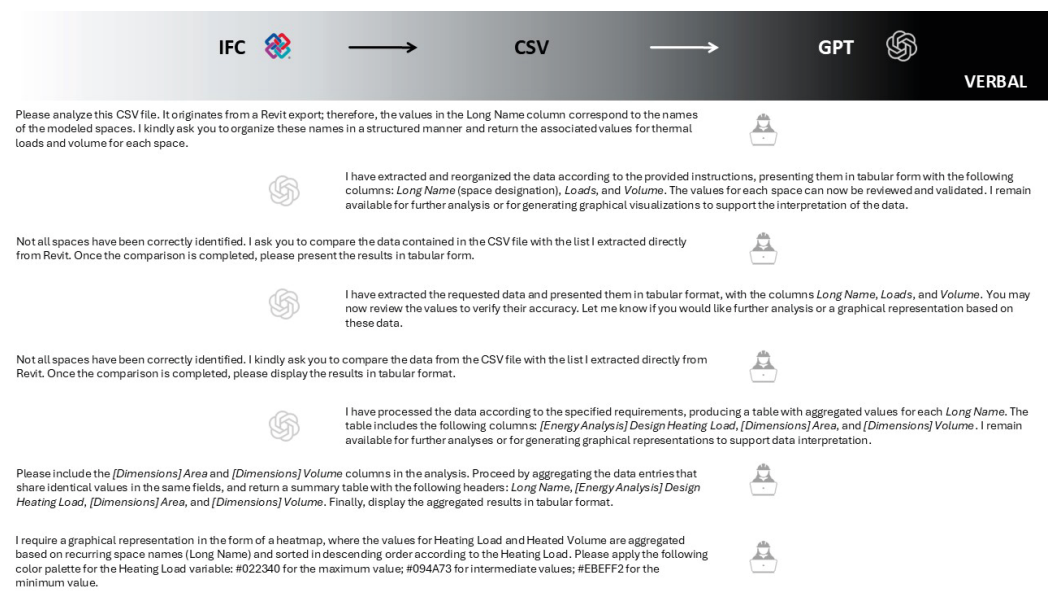 IFC
CSV
GPT
VERBAL
Please analyze this CSV file. It originates from a Revit export; therefore, the values in the Long Name column correspond to the names
of the modeled spaces. I kindly ask you to organize these names in a structured manner and return the associated values for thermal
loads and volume for each space.
I have extracted and reorganized the data according to the provided instructions, presenting them in tabular form with the following
columns: Long Name (space designation), Loads, and Volume. The values for each space can now be reviewed and validated. I remain
available for further analysis or for generating graphical visualizations to support the interpretation of the data.
Not all spaces have been correctly identified. I ask you to compare the data contained in the CSV file with the list I extracted directly
from Revit. Once the comparison is completed, please present the results in tabular form.
I have extracted the requested data and presented them in tabular format, with the columns Long Name, Loads, and Volume. You may
now review the values to verify their accuracy. Let me know if you would like further analysis or a graphical representation based on
these data.
Not all spaces have been correctly identified. I kindly ask you to compare the data from the CSV file with the list I extracted directly from
Revit. Once the comparison is completed, please display the results in tabular format.
I have processed the data according to the specified requirements, producing a table with aggregated values for each Long Name. The
table includes the following columns: [Energy Analysis] Design Heating Load, [Dimensions] Area, and [Dimensions] Volume. I remain
available for further analyses or for generating graphical representations to support data interpretation.
Please include the [Dimensions] Area and [Dimensions] Volume columns in the analysis. Proceed by aggregating the data entries that
share identical values in the same fields, and return a summary table with the following headers: Long Name, [Energy Analysis] Design
Heating Load, [Dimensions] Area, and [Dimensions] Volume. Finally, display the aggregated results in tabular format.
I require a graphical representation in the form of a heatmap, where the values for Heating Load and Heated Volume are aggregated
based on recurring space names (Long Name) and sorted in descending order according to the Heating Load. Please apply the following
color palette for the Heating Load variable: #022340 for the maximum value; #094A73 for intermediate values; #EBEFF2 for the
minimum value.